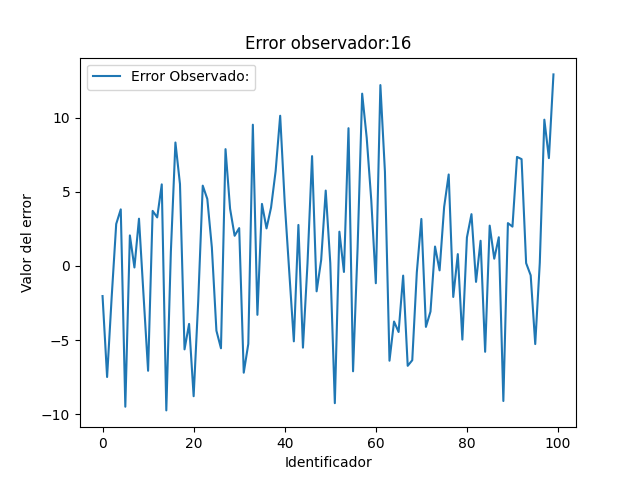 Error observador:16
Error Observado:
Valor del error
10
5
0
−5
−10
0 20 40 60 80 100
Identificador